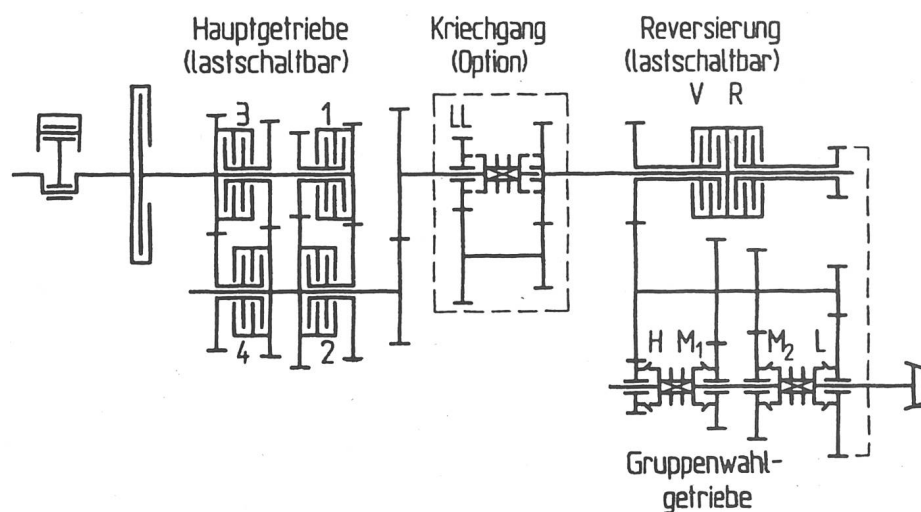 Hauptgetriebe
(lastschaltbar)
Kriechgang
(Option)
Reversierung
(lastschaltbar)
V R
3 1
LL
4 2
H M₁ M₂ L
Gruppenwahl-
getriebe